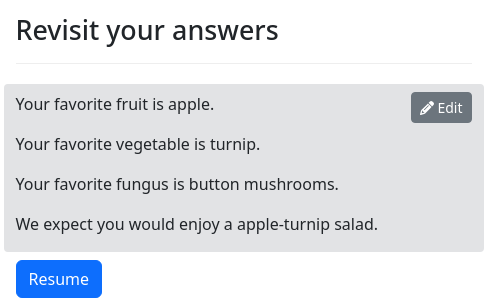 Revisit your answers
Your favorite fruit is apple.
Edit
Your favorite vegetable is turnip.
Your favorite fungus is button mushrooms.
We expect you would enjoy a apple-turnip salad.
Resume